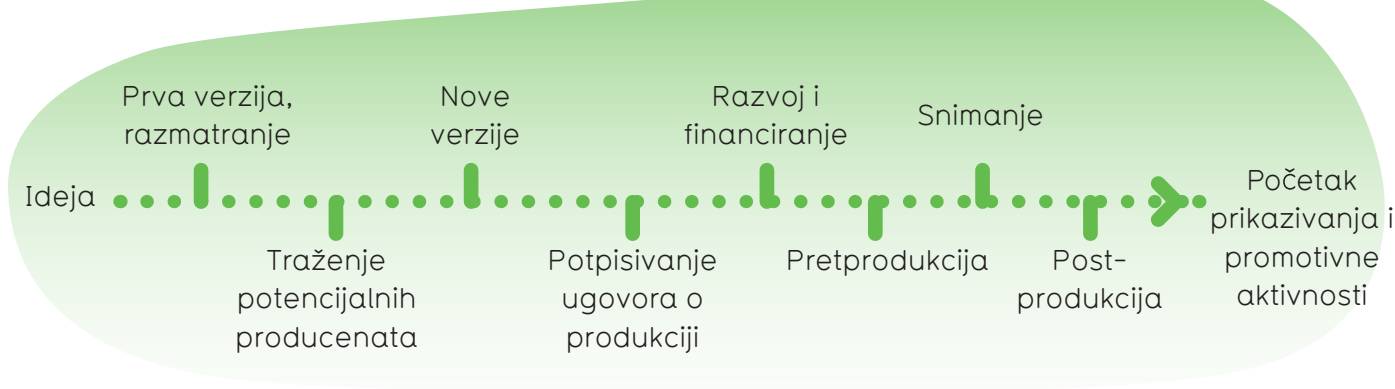 Ideja
Prva verzija,
razmatranje
Traženje
potencijalnih
producenata
Nove
verzije
Potpisivanje
ugovora o
produkciji
Razvoj i
financiranje
Pretprodukcija
Snimanje
Post-
produkcija
Početak
prikazivanja i
promotivne
aktivnosti